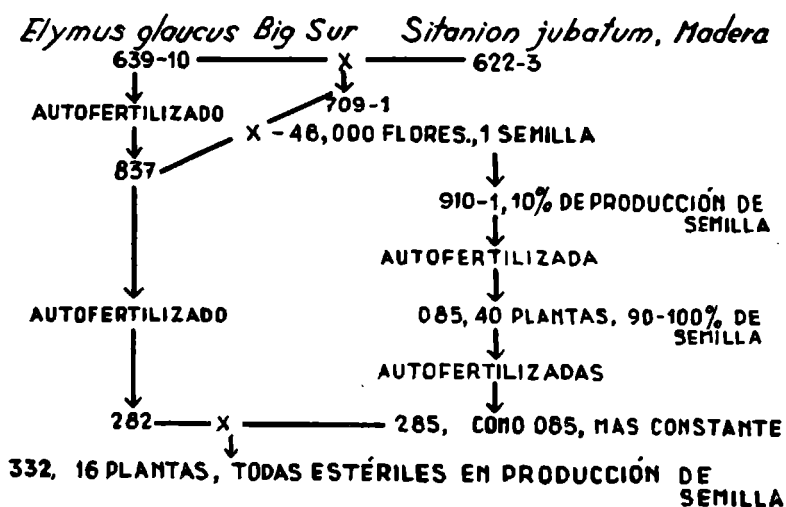 Elymus glaucus Big Sur Sitanion jubatum, Madera
639-10 X 622-3
709-1
AUTOFERTILIZADO
X - 46,000 FLORES., 1 SEMILLA
837
910-1, 10% DE PRODUCCIÓN DE
SEMILLA
AUTOFERTILIZADA
AUTOFERTILIZADO
085, 40 PLANTAS, 90-100% DE
SEMILLA
AUTOFERTILIZADAS
282 X 285, COMO 085, MAS CONSTANTE
332, 16 PLANTAS, TODAS ESTÉRILES EN PRODUCCIÓN DE
SEMILLA